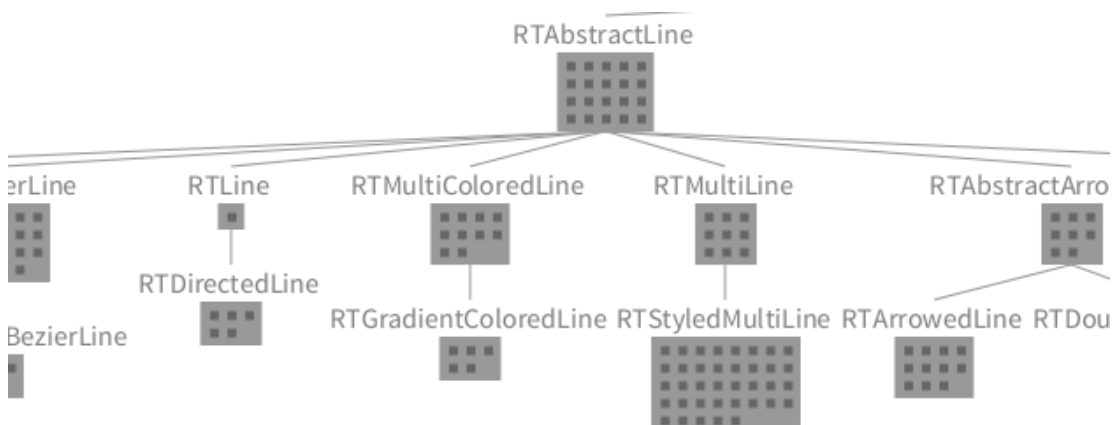 RTAbstractLine
erLine RTLine RTMultiColoredLine RTMultiLine RTAbstractArro
RTDirectedLine
RTGradientColoredLine RTStyledMultiLine RTArrowedLine RTDou
BezierLine